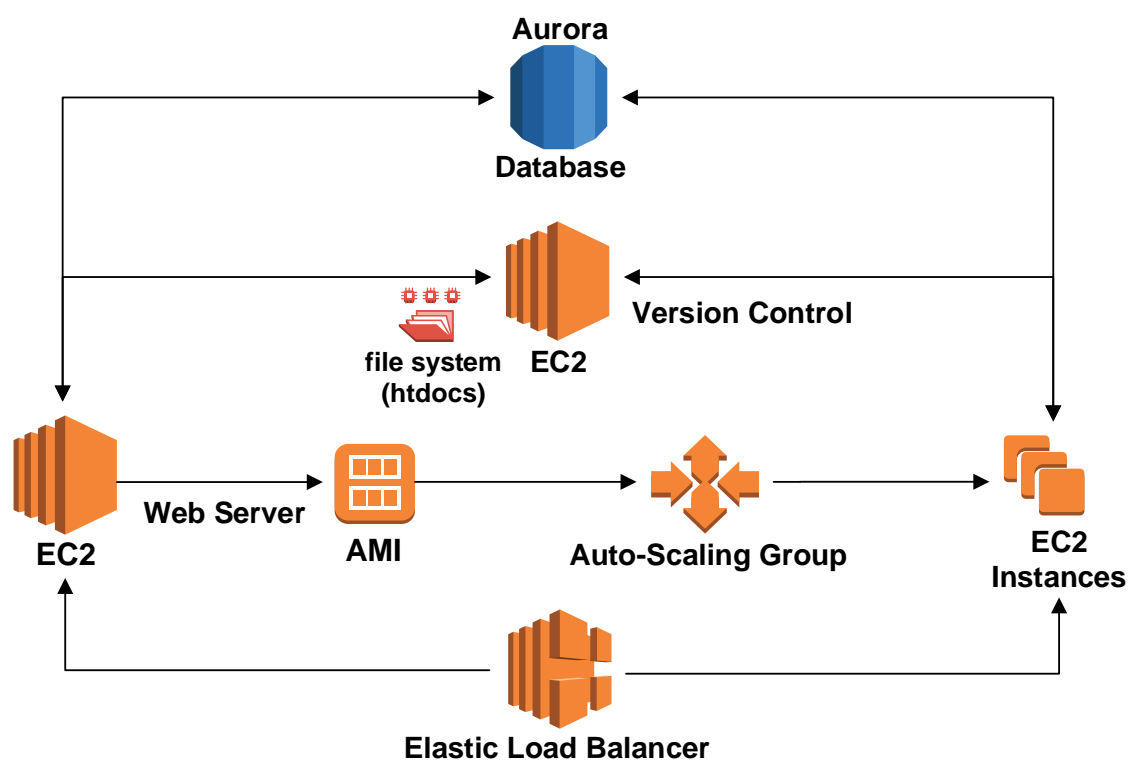 Aurora
Database
Version Control
file system
(htdocs)
EC2
Web Server
EC2
AMI
Auto-Scaling Group
EC2
Instances
Elastic Load Balancer